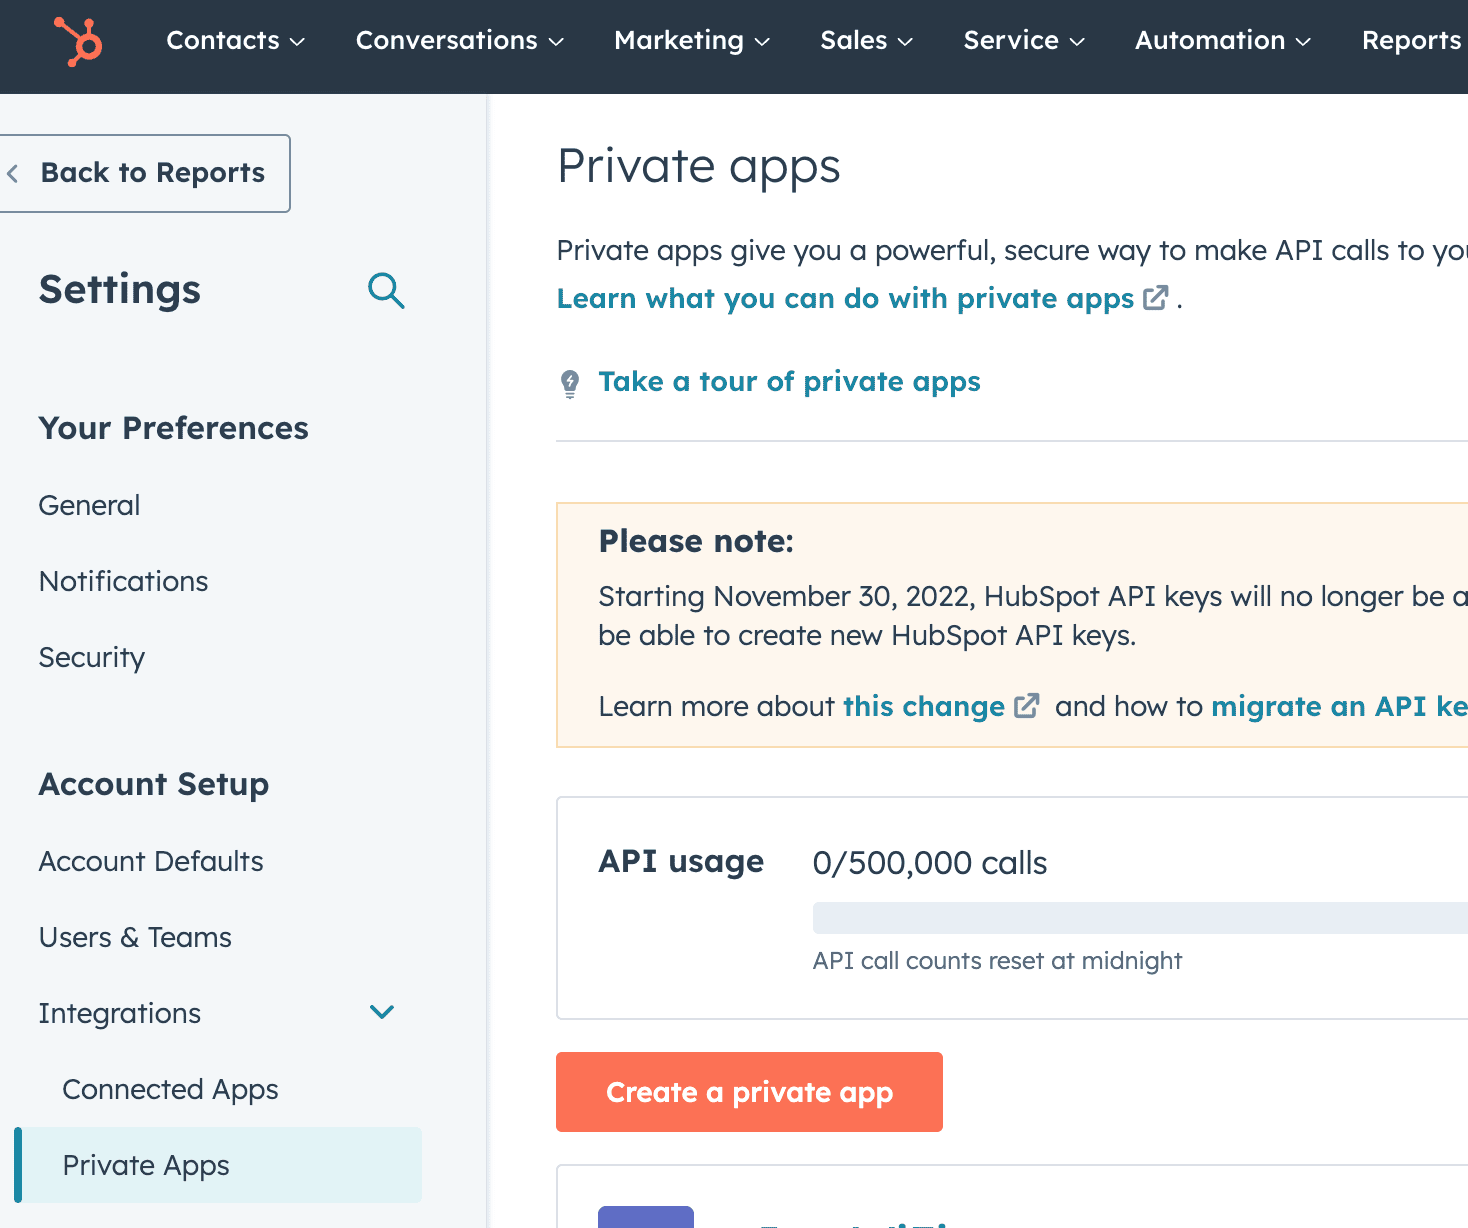 Contacts Conversations Marketing Sales Service Automation Reports
Back to Reports
Settings
Your Preferences
General
Notifications
Security
Account Setup
Account Defaults
Users & Teams
Integrations
Connected Apps
Private Apps
Private apps
Private apps give you a powerful, secure way to make API calls to
Learn what you can do with private apps .
Take a tour of private apps
Please note:
Starting November 30, 2022, HubSpot API keys will no longer be
be able to create new HubSpot API keys.
Learn more about this change and how to migrate an API
API usage 0/500,000 calls
API call counts reset at midnight
Create a private app